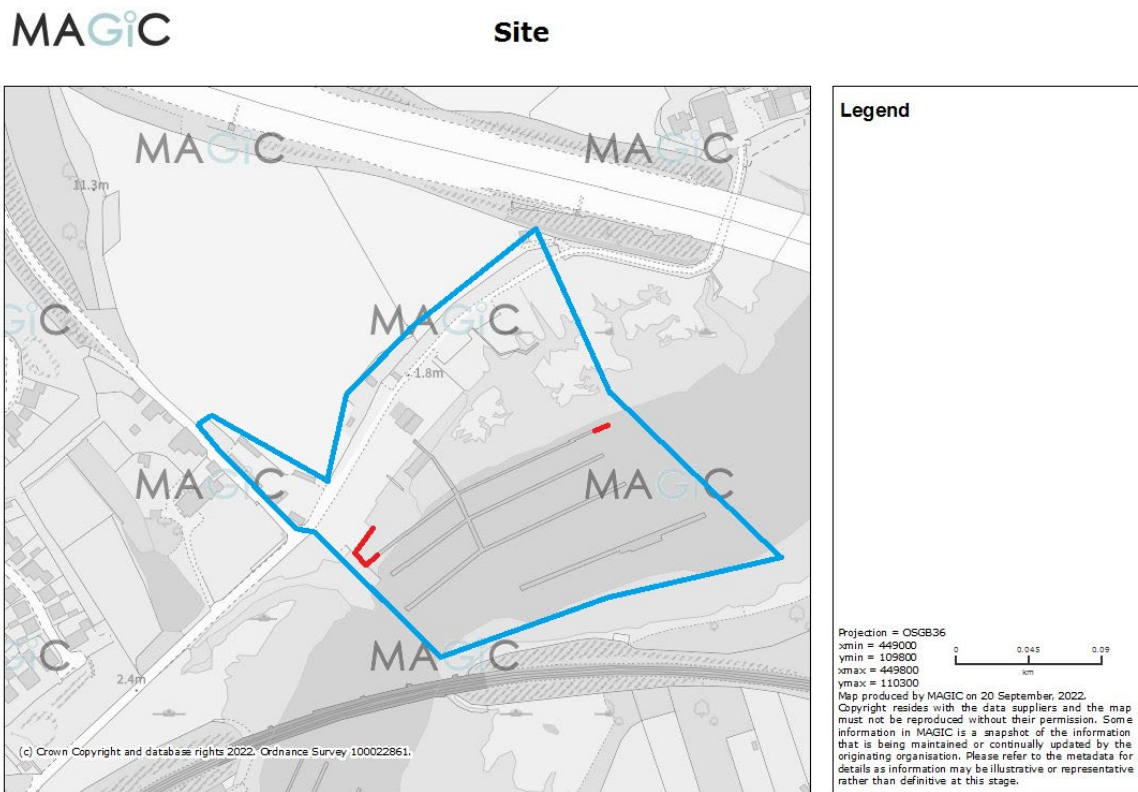 MAGiC
Site
Legend
MAGiC
MAGiC
11.3m
GiC
MAGiC
1.8m
MAGiC
MAGiC
iC
MAGiC
2.4m
(c) Crown Copyright and database rights 2022. Ordnance Survey 100022861.
Projection = OSGB36
xmin = 449000
ymin = 109800
xmax = 449800
ymax = 110300
0 0.045 0.09
km
Map produced by MAGIC on 20 September, 2022.
Copyright resides with the data suppliers and the map
must not be reproduced without their permission. Some
information in MAGIC is a snapshot of the information
that is being maintained or continually updated by the
originating organisation. Please refer to the metadata for
details as information may be illustrative or representative
rather than definitive at this stage.